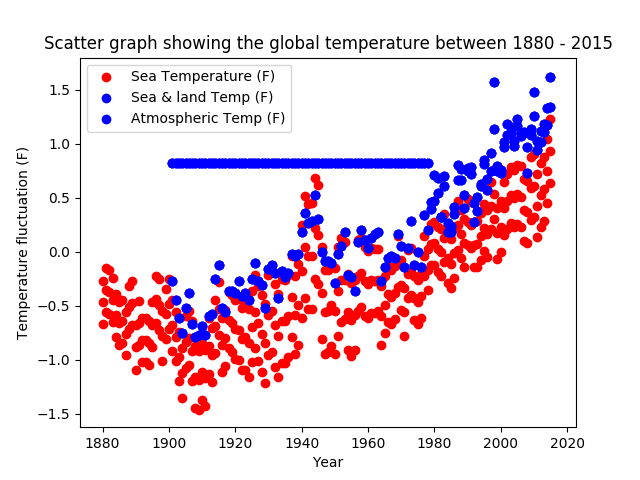 Scatter graph showing the global temperature between 1880 - 2015
Sea Temperature (F)
Sea & land Temp (F)
Atmospheric Temp (F)
Temperature fluctuation (F)
1.5
1.0
0.5
0.0
−0.5
−1.0
−1.5
1880 1900 1920 1940 1960 1980 2000 2020
Year